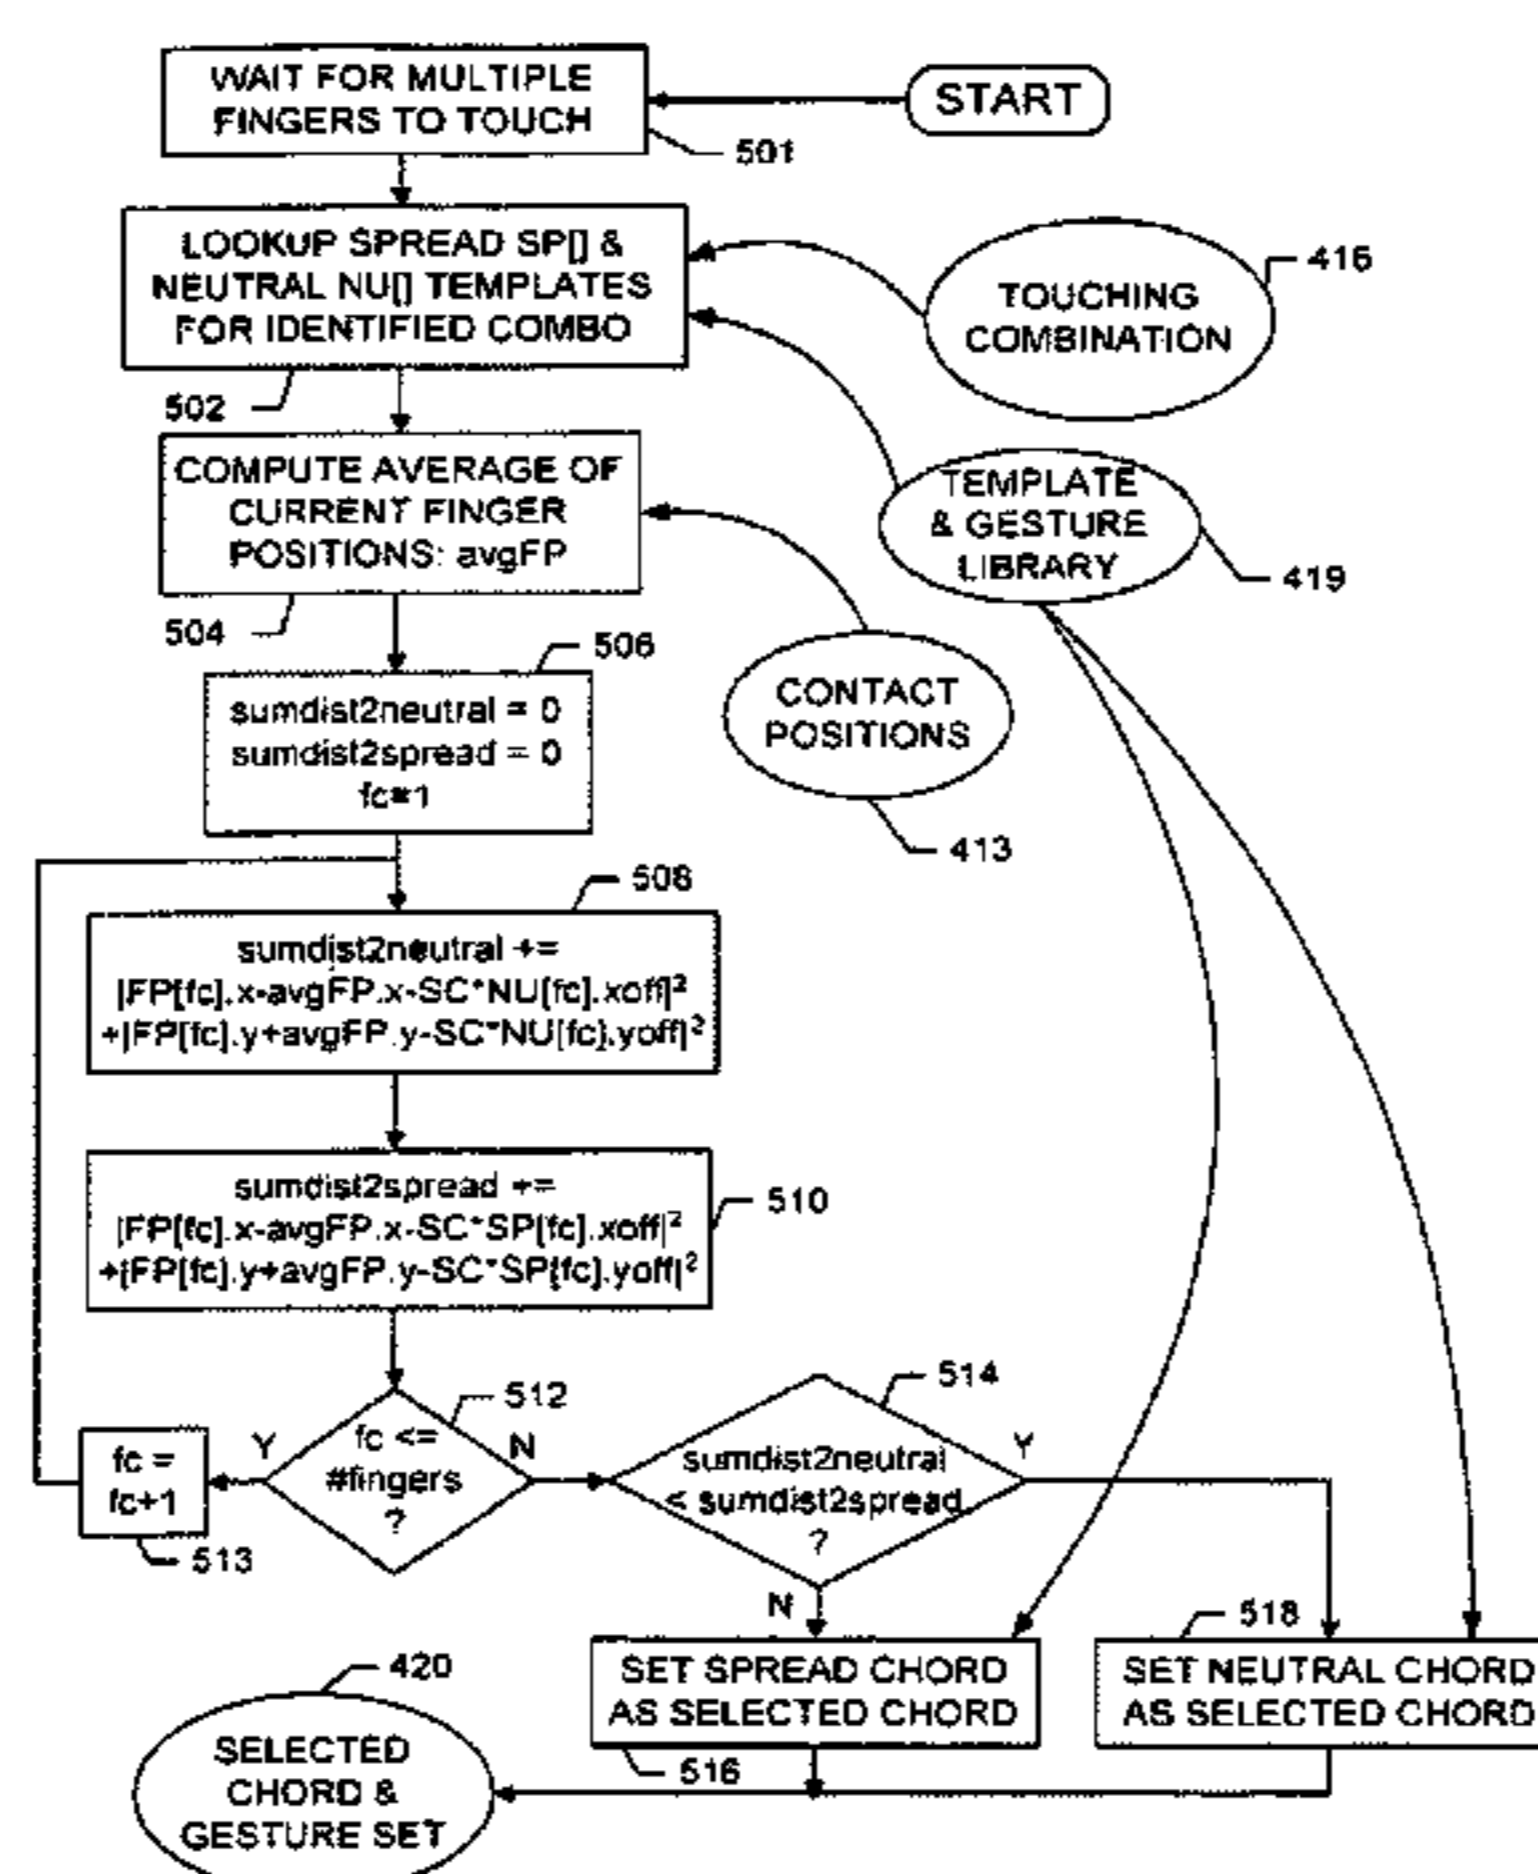 WAIT FOR MULTIPLE
FINGERS TO TOUCH
START
501
LOOKUP SPREAD SP[] &
NEUTRAL NU[] TEMPLATES
FOR IDENTIFIED COMBO
502
TOUCHING
COMBINATION
416
COMPUTE AVERAGE OF
CURRENT FINGER
POSITIONS: avgFP
504
TEMPLATE
& GESTURE
LIBRARY
419
506
sumdist2neutral = 0
sumdist2spread = 0
fc=1
CONTACT
POSITIONS
413
508
sumdist2neutral +=
|FP[fc].x-avgFP.x-SC*NU[fc].xoff|²
+|FP[fc].y+avgFP.y-SC*NU[fc].yoff|²
sumdist2spread +=
|FP[fc].x-avgFP.x-SC*SP[fc].xoff|²
+|FP[fc].y+avgFP.y-SC*SP[fc].yoff|²
510
512
fc <=
#fingers
?
Y
N
fc =
fc+1
513
514
sumdist2neutral
< sumdist2spread
?
Y
N
SET SPREAD CHORD
AS SELECTED CHORD
516
518
SET NEUTRAL CHORD
AS SELECTED CHORD
420
SELECTED
CHORD &
GESTURE SET